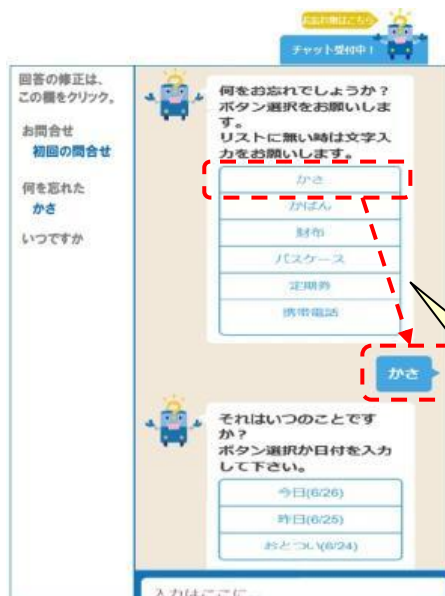 お忘れ物はこちら
チャット受付中！
回答の修正は、
この欄をクリック。
お問合せ
初回の問合せ
何を忘れた
かさ
いつですか
何をお忘れでしょうか？
ボタン選択をお願いしま
す。
リストに無い時は文字入
力をお願いします。
かさ
かばん
財布
パスケース
定期券
携帯電話
かさ
それはいつのことです
か？
ボタン選択か日付を入力
して下さい。
今日(6/26)
昨日(6/25)
おととい(6/24)
入力はここに